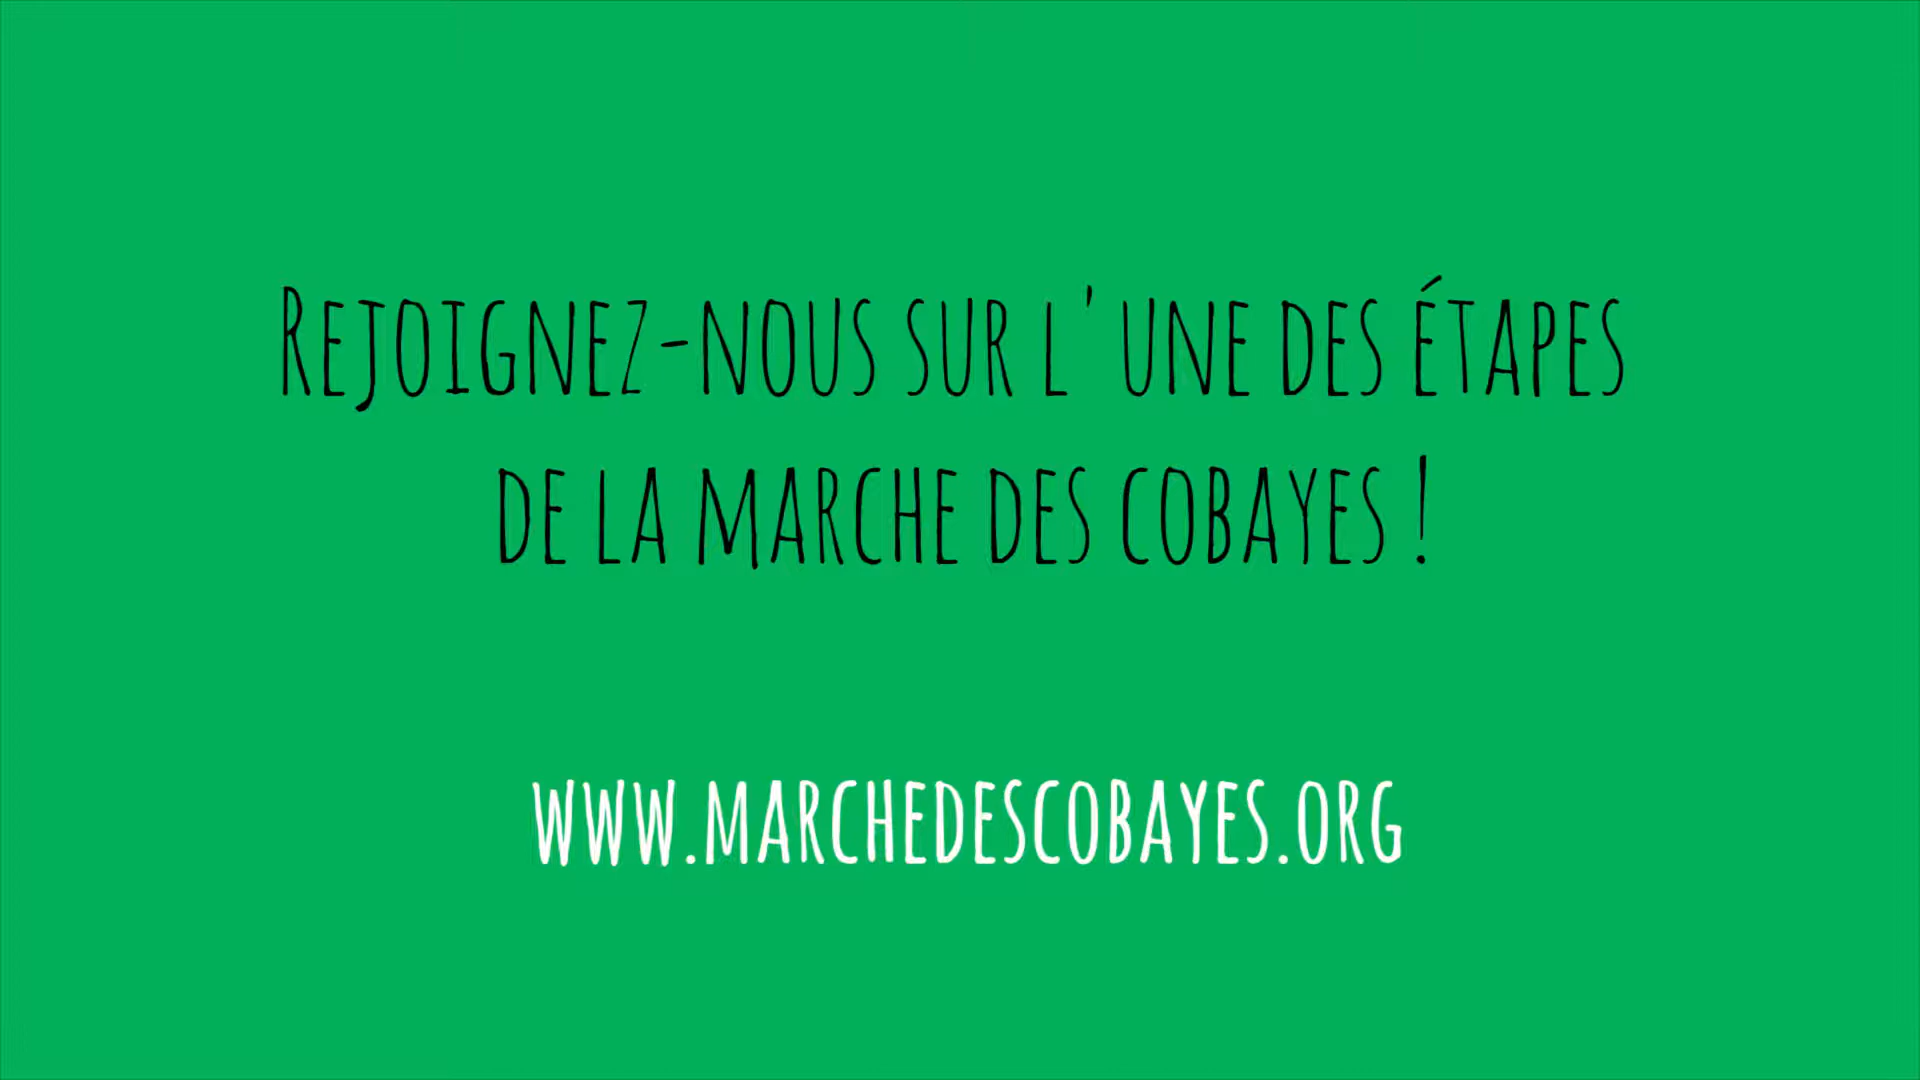 Rejoignez-nous sur l'une des étapes
de la marche des cobayes !
www.marchedescobayes.org